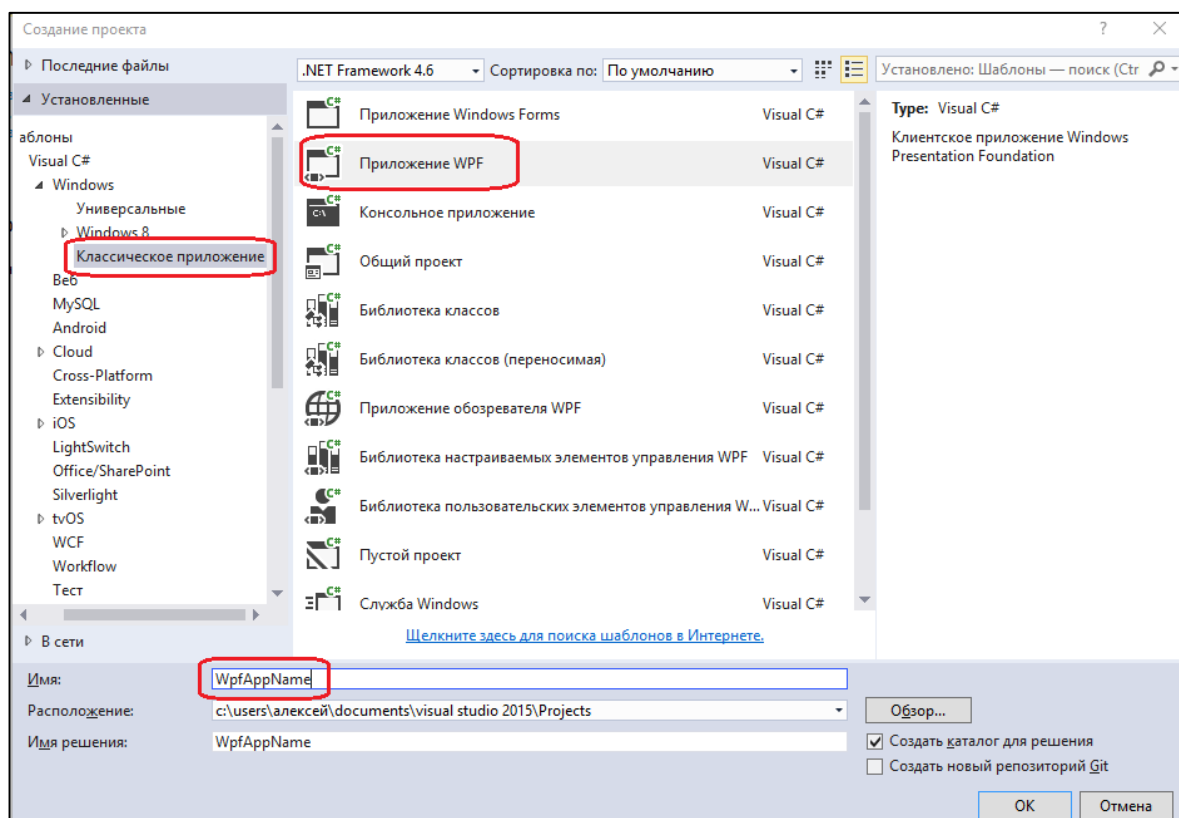 Создание проекта
?
Последние файлы
.NET Framework 4.6
Сортировка по:
По умолчанию
Установлено: Шаблоны — поиск (Ctr
Установленные
аблоны
Visual C#
Windows
Универсальные
Windows 8
Классическое приложение
Веб
MySQL
Android
Cloud
Cross-Platform
Extensibility
iOS
LightSwitch
Office/SharePoint
Silverlight
tvOS
WCF
Workflow
Тест
В сети
C# Приложение Windows Forms Visual C#
C# Приложение WPF Visual C#
C# C:\ Консольное приложение Visual C#
C# Общий проект Visual C#
C# Библиотека классов Visual C#
C# Библиотека классов (переносимая) Visual C#
C# Приложение обозревателя WPF Visual C#
C# Библиотека настраиваемых элементов управления WPF Visual C#
C# Библиотека пользовательских элементов управления W... Visual C#
C# Пустой проект Visual C#
C# Служба Windows Visual C#
Щелкните здесь для поиска шаблонов в Интернете.
Type: Visual C#
Клиентское приложение Windows
Presentation Foundation
Имя: WpfAppName
Расположение: c:\users\алексей\documents\visual studio 2015\Projects
Обзор...
Имя решения: WpfAppName
Создать каталог для решения
Создать новый репозиторий Git
OK
Отмена